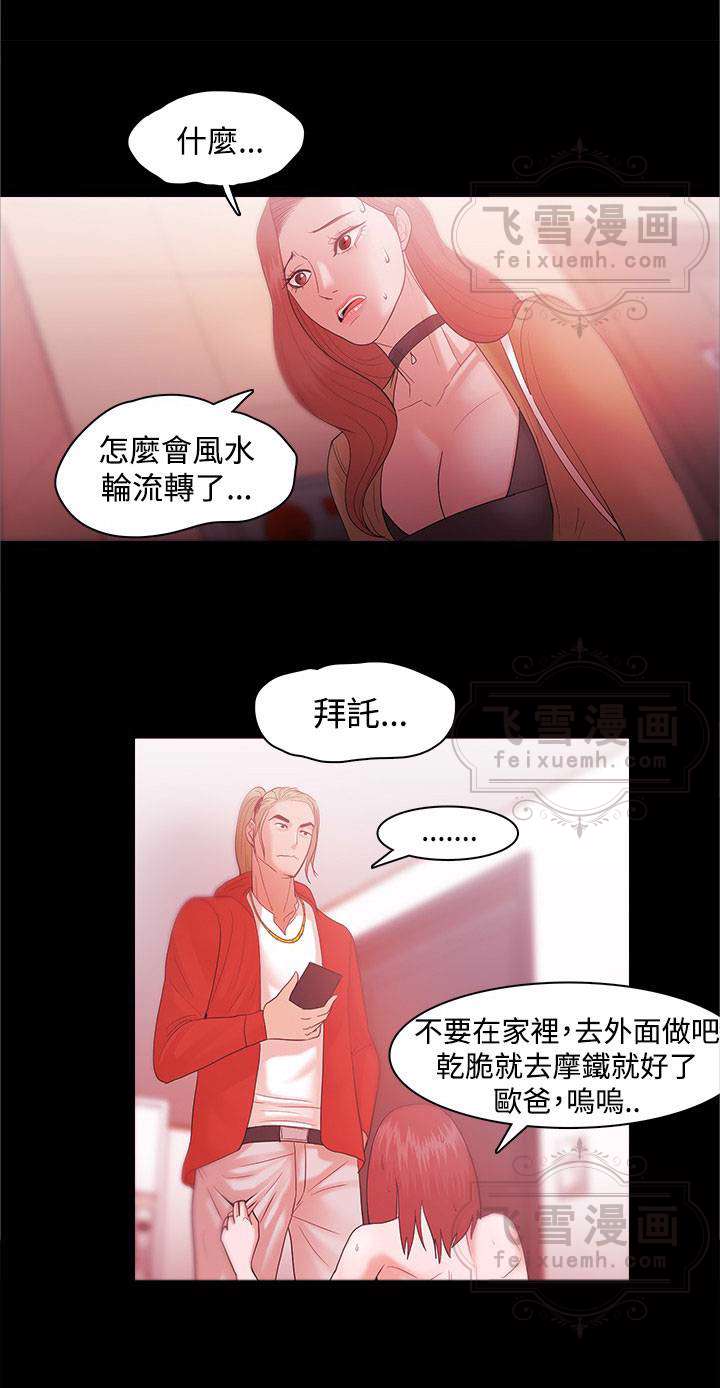 什麼...
飞雪漫画
feixuemh.com
怎麼會風水
輪流轉了...
拜託...
飞雪漫画
feixuemh.com
.......
不要在家裡，去外面做吧
乾脆就去摩鐵就好了
歐爸，嗚嗚..
飞雪漫画
feixuemh.com